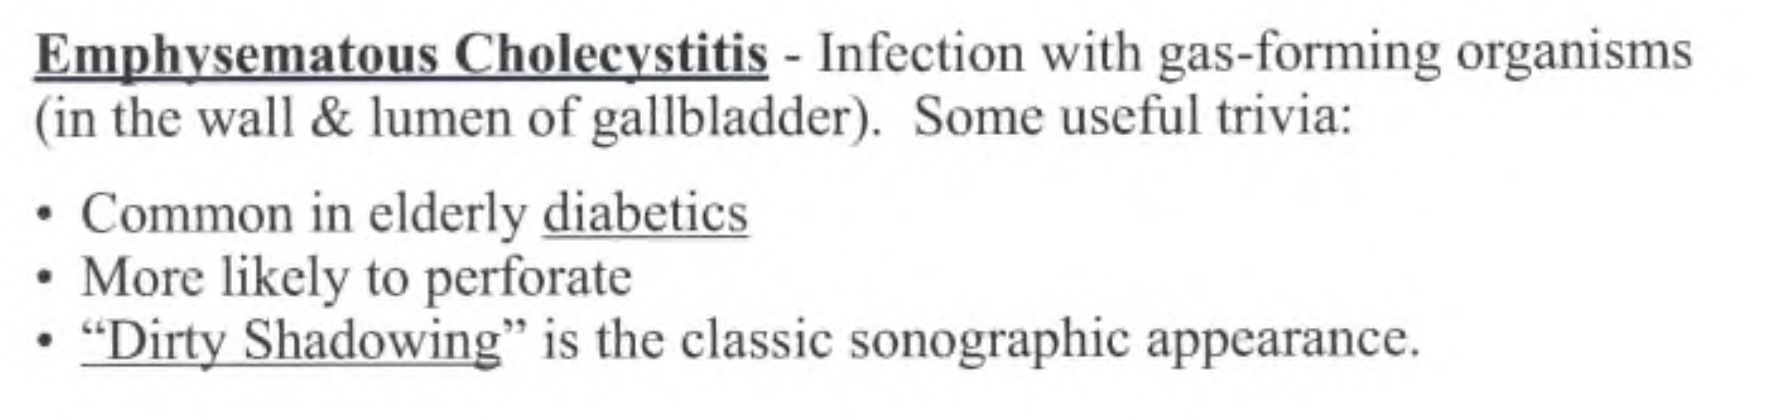 Emphysematous Cholecystitis - Infection with gas-forming organisms
(in the wall & lumen of gallbladder). Some useful trivia:
• Common in elderly diabetics
• More likely to perforate
• “Dirty Shadowing” is the classic sonographic appearance.